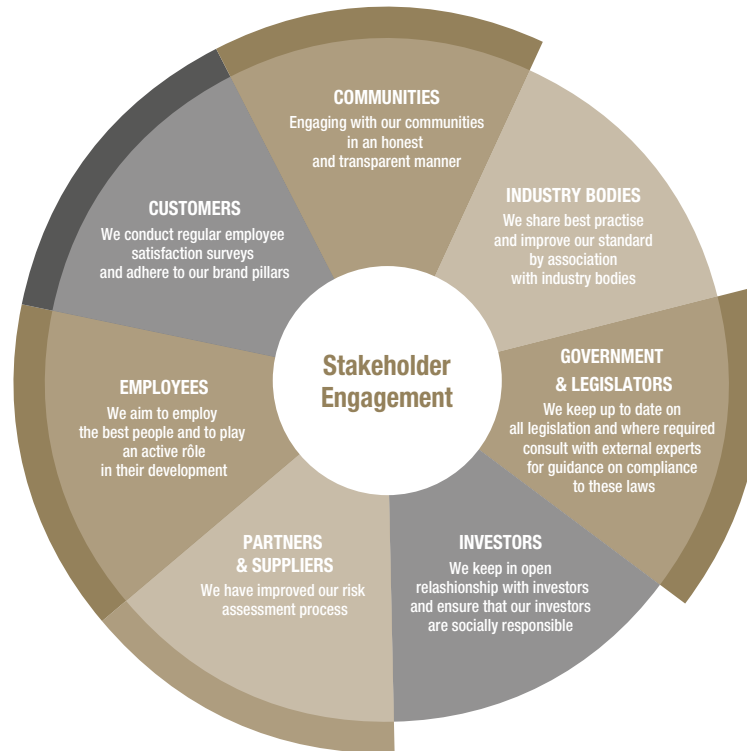 COMMUNITIES
Engaging with our communities
in an honest
and transparent manner
INDUSTRY BODIES
We share best practise
and improve our standard
by association
with industry bodies
GOVERNMENT
& LEGISLATORS
We keep up to date on
all legislation and where required
consult with external experts
for guidance on compliance
to these laws
INVESTORS
We keep in open
relashionship with investors
and ensure that our investors
are socially responsible
PARTNERS
& SUPPLIERS
We have improved our risk
assessment process
EMPLOYEES
We aim to employ
the best people and to play
an active rôle
in their development
CUSTOMERS
We conduct regular employee
satisfaction surveys
and adhere to our brand pillars
Stakeholder
Engagement